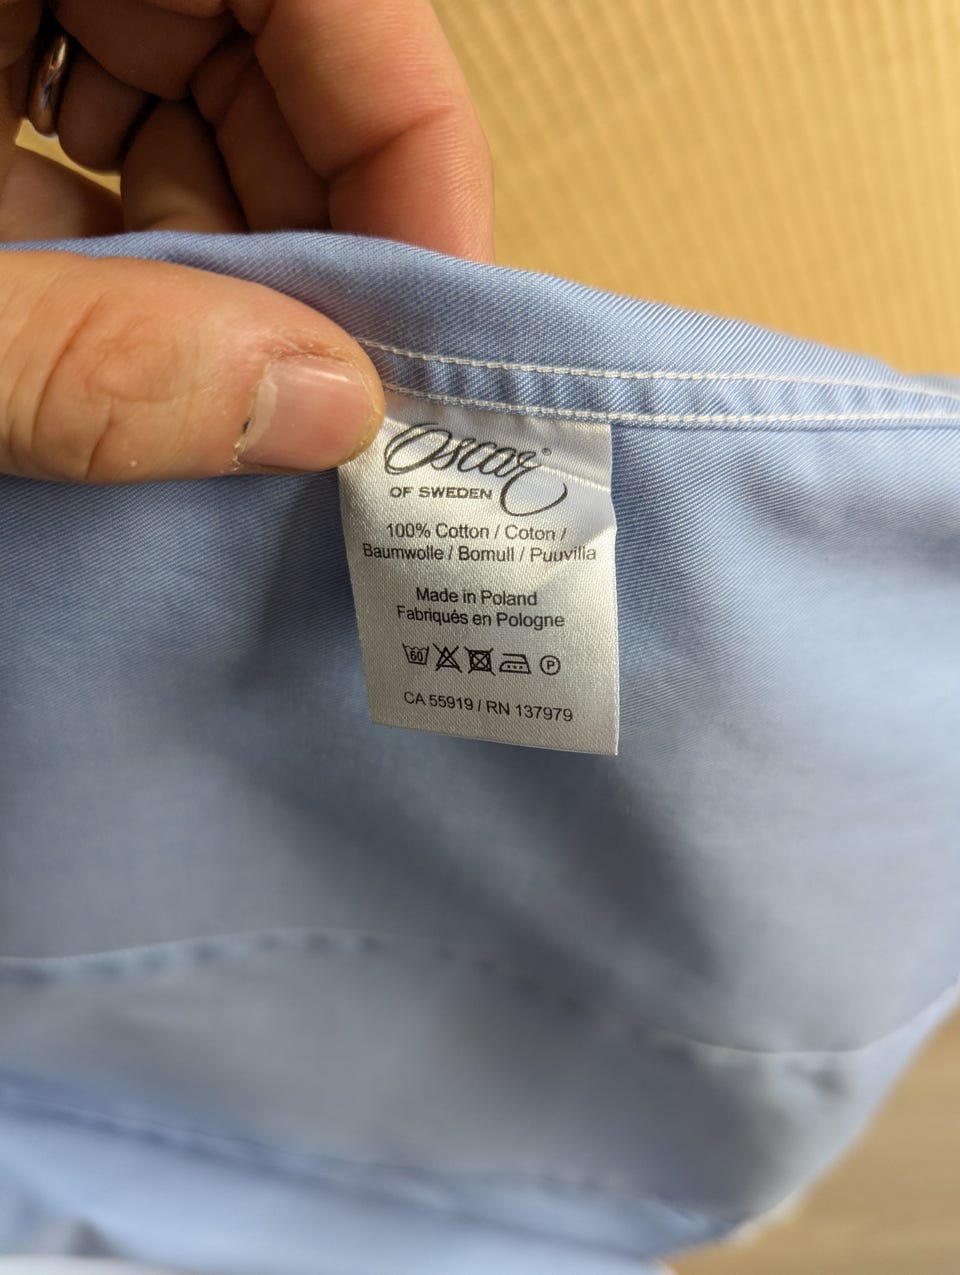 Oscar®
OF SWEDEN
100% Cotton / Coton /
Baumwolle / Bomull / Puuvilla
Made in Poland
Fabriqués en Pologne
60 P
CA 55919 / RN 137979